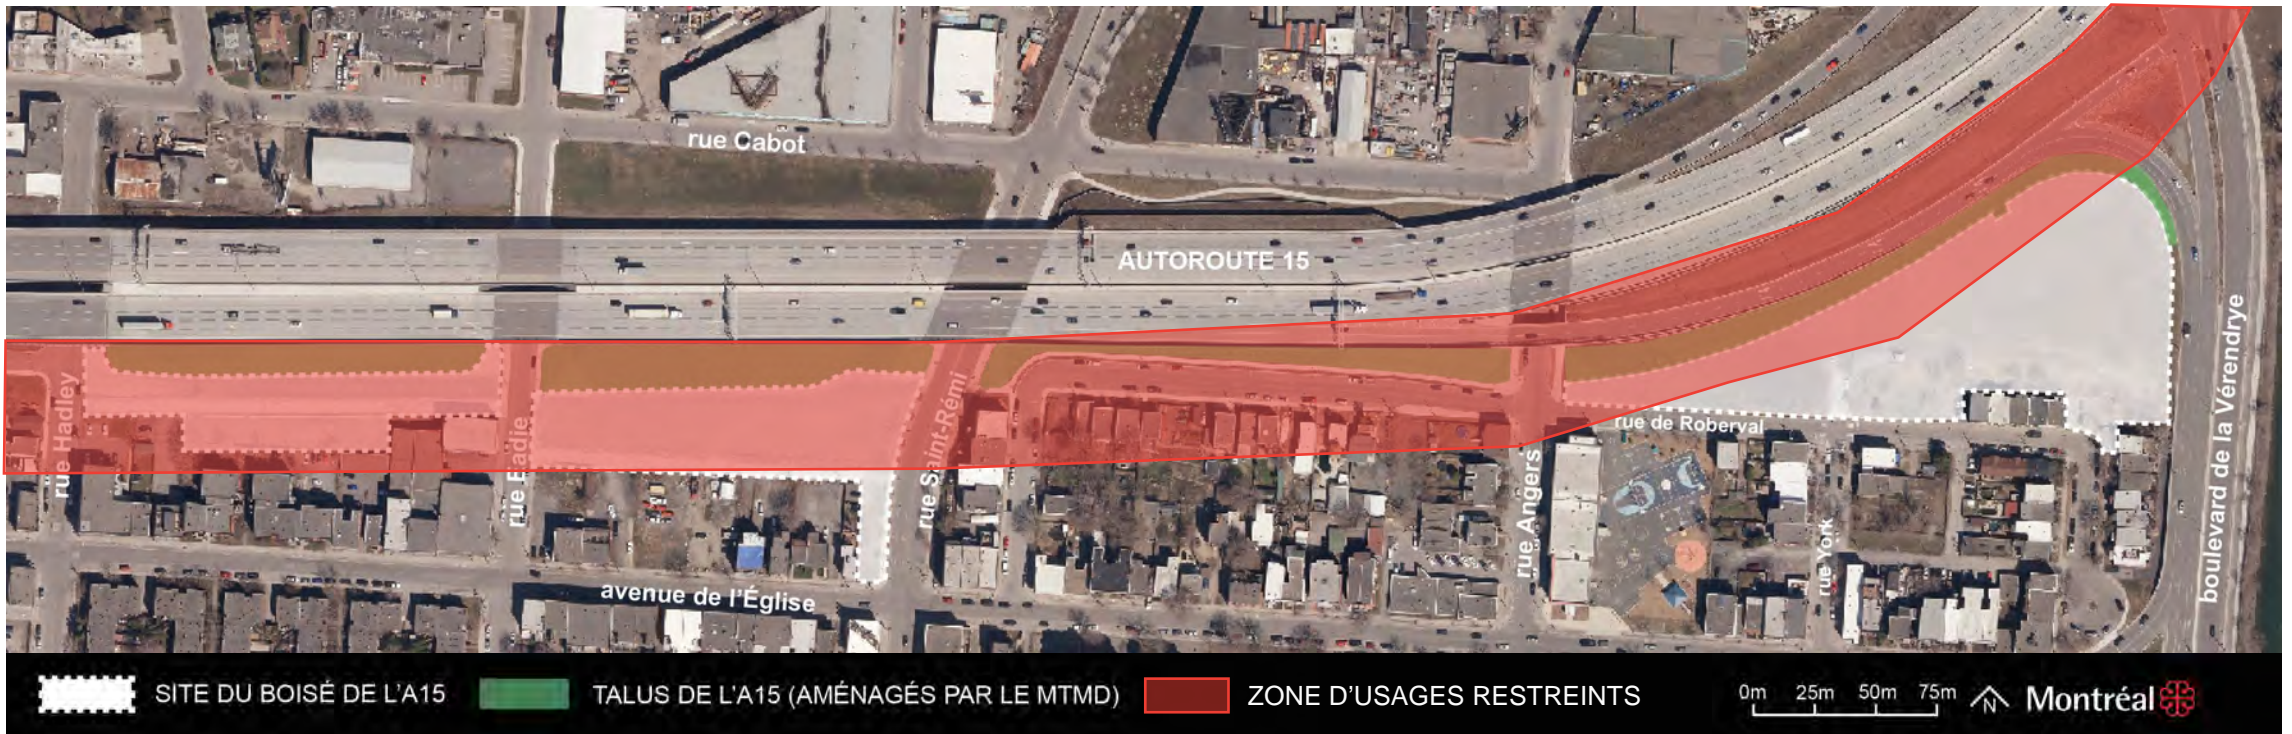 rue Cabot
AUTOROUTE 15
rue Hadley
rue Eadie
rue Saint-Rémi
rue Angers
rue de Roberval
rue York
boulevard de la Vérendrye
avenue de l'Église
SITE DU BOISÉ DE L'A15
TALUS DE L'A15 (AMÉNAGÉS PAR LE MTMD)
ZONE D'USAGES RESTREINTS
0m 25m 50m 75m
N
Montréal